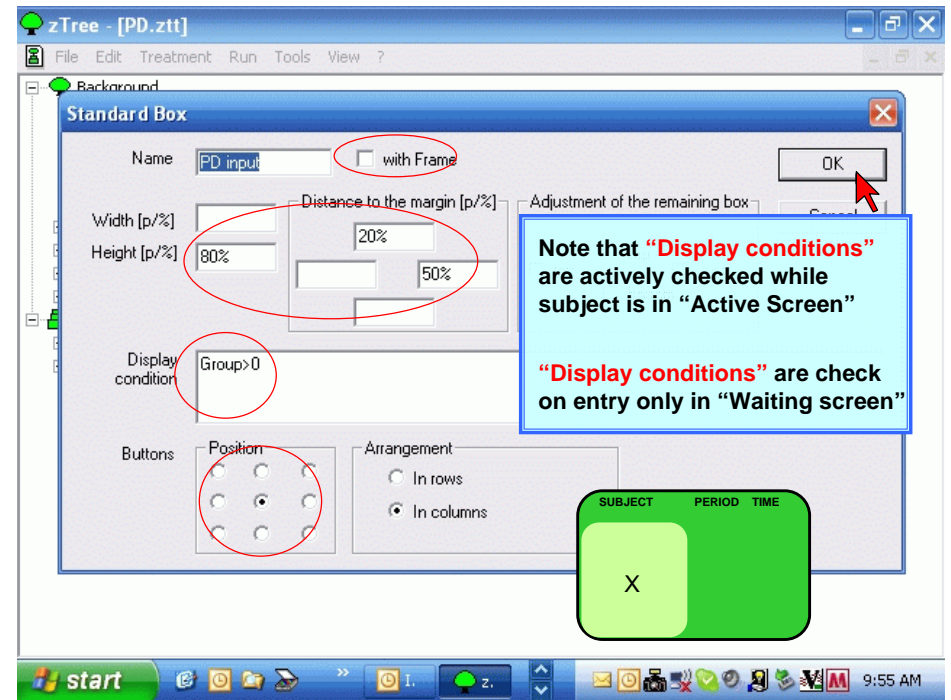 zTree - [PD.ztt]
File Edit Treatment Run Tools View ?
Background
Standard Box
Name PD input with Frame OK
Distance to the margin [p/%] Adjustment of the remaining box
Width [p/%] Cancel
20%
Height [p/%] 80%
50%
Note that “Display conditions”
are actively checked while
subject is in “Active Screen”
“Display conditions” are check
on entry only in “Waiting screen”
Display
condition
Group>0
Buttons Position Arrangement
In rows
In columns
SUBJECT PERIOD TIME
X
start » I. z. 9:55 AM